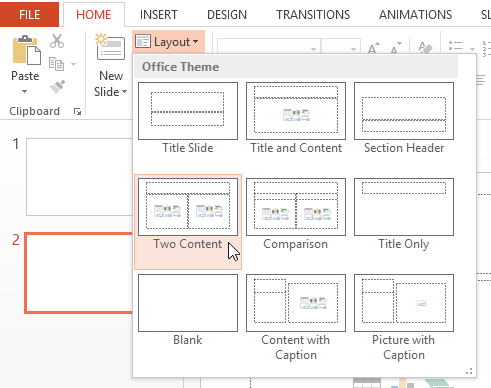 FILE HOME INSERT DESIGN TRANSITIONS ANIMATIONS SL
Layout
Paste
New
Slide
Clipboard
Office Theme
Title Slide Title and Content Section Header
Two Content Comparison Title Only
Blank Content with Caption Picture with Caption
1
2